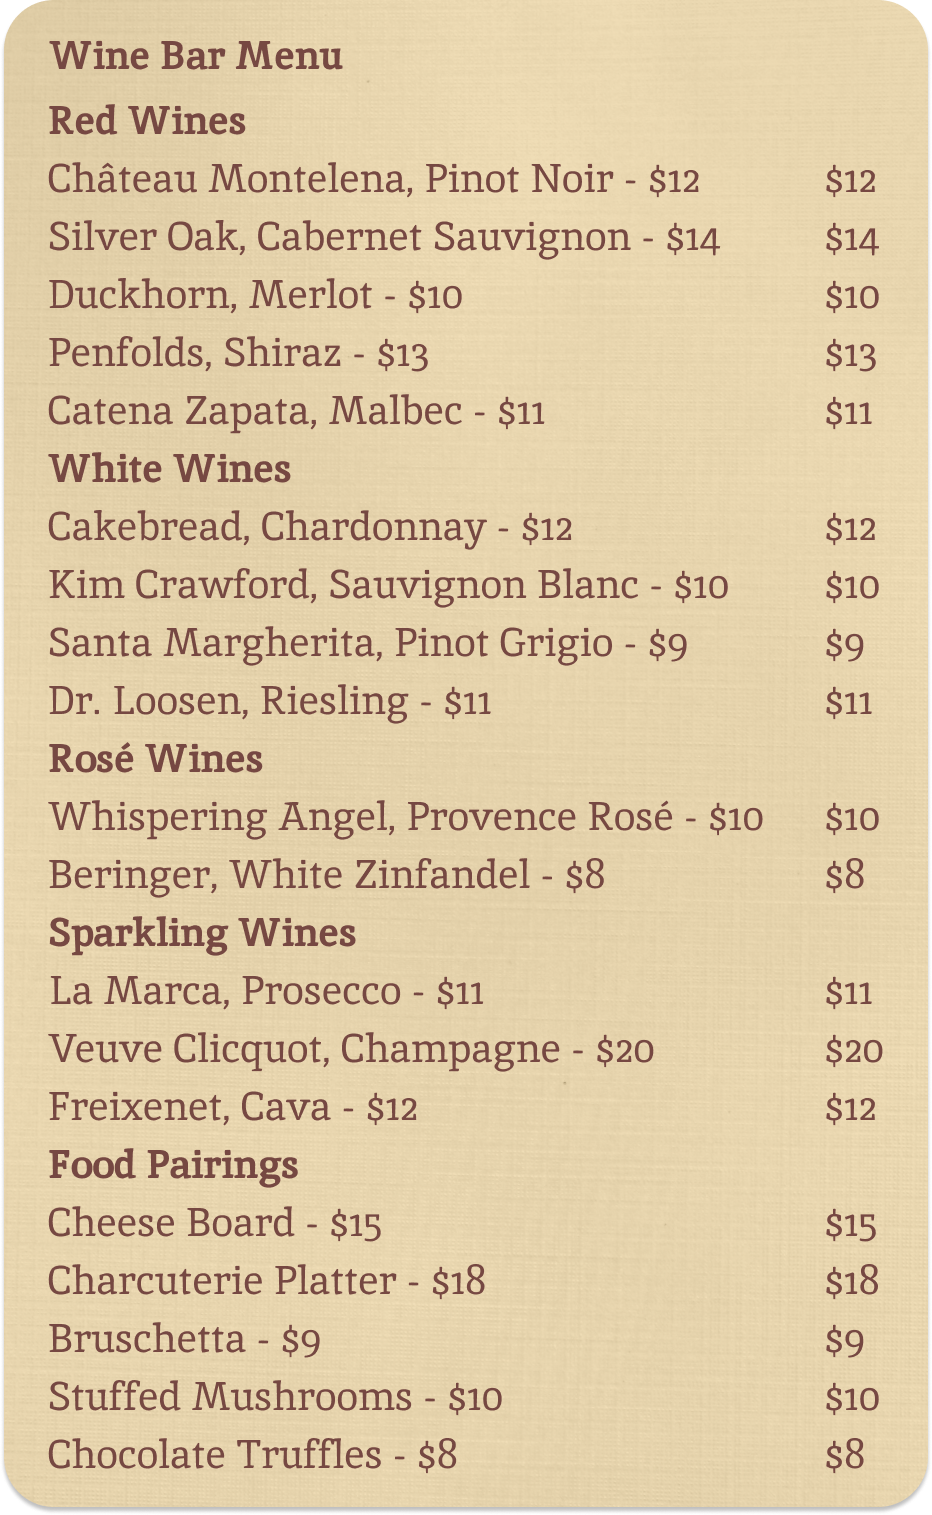 Wine Bar Menu
Red Wines
Château Montelena, Pinot Noir - $12 $12
Silver Oak, Cabernet Sauvignon - $14 $14
Duckhorn, Merlot - $10 $10
Penfolds, Shiraz - $13 $13
Catena Zapata, Malbec - $11 $11
White Wines
Cakebread, Chardonnay - $12 $12
Kim Crawford, Sauvignon Blanc - $10 $10
Santa Margherita, Pinot Grigio - $9 $9
Dr. Loosen, Riesling - $11 $11
Rosé Wines
Whispering Angel, Provence Rosé - $10 $10
Beringer, White Zinfandel - $8 $8
Sparkling Wines
La Marca, Prosecco - $11 $11
Veuve Clicquot, Champagne - $20 $20
Freixenet, Cava - $12 $12
Food Pairings
Cheese Board - $15 $15
Charcuterie Platter - $18 $18
Bruschetta - $9 $9
Stuffed Mushrooms - $10 $10
Chocolate Truffles - $8 $8